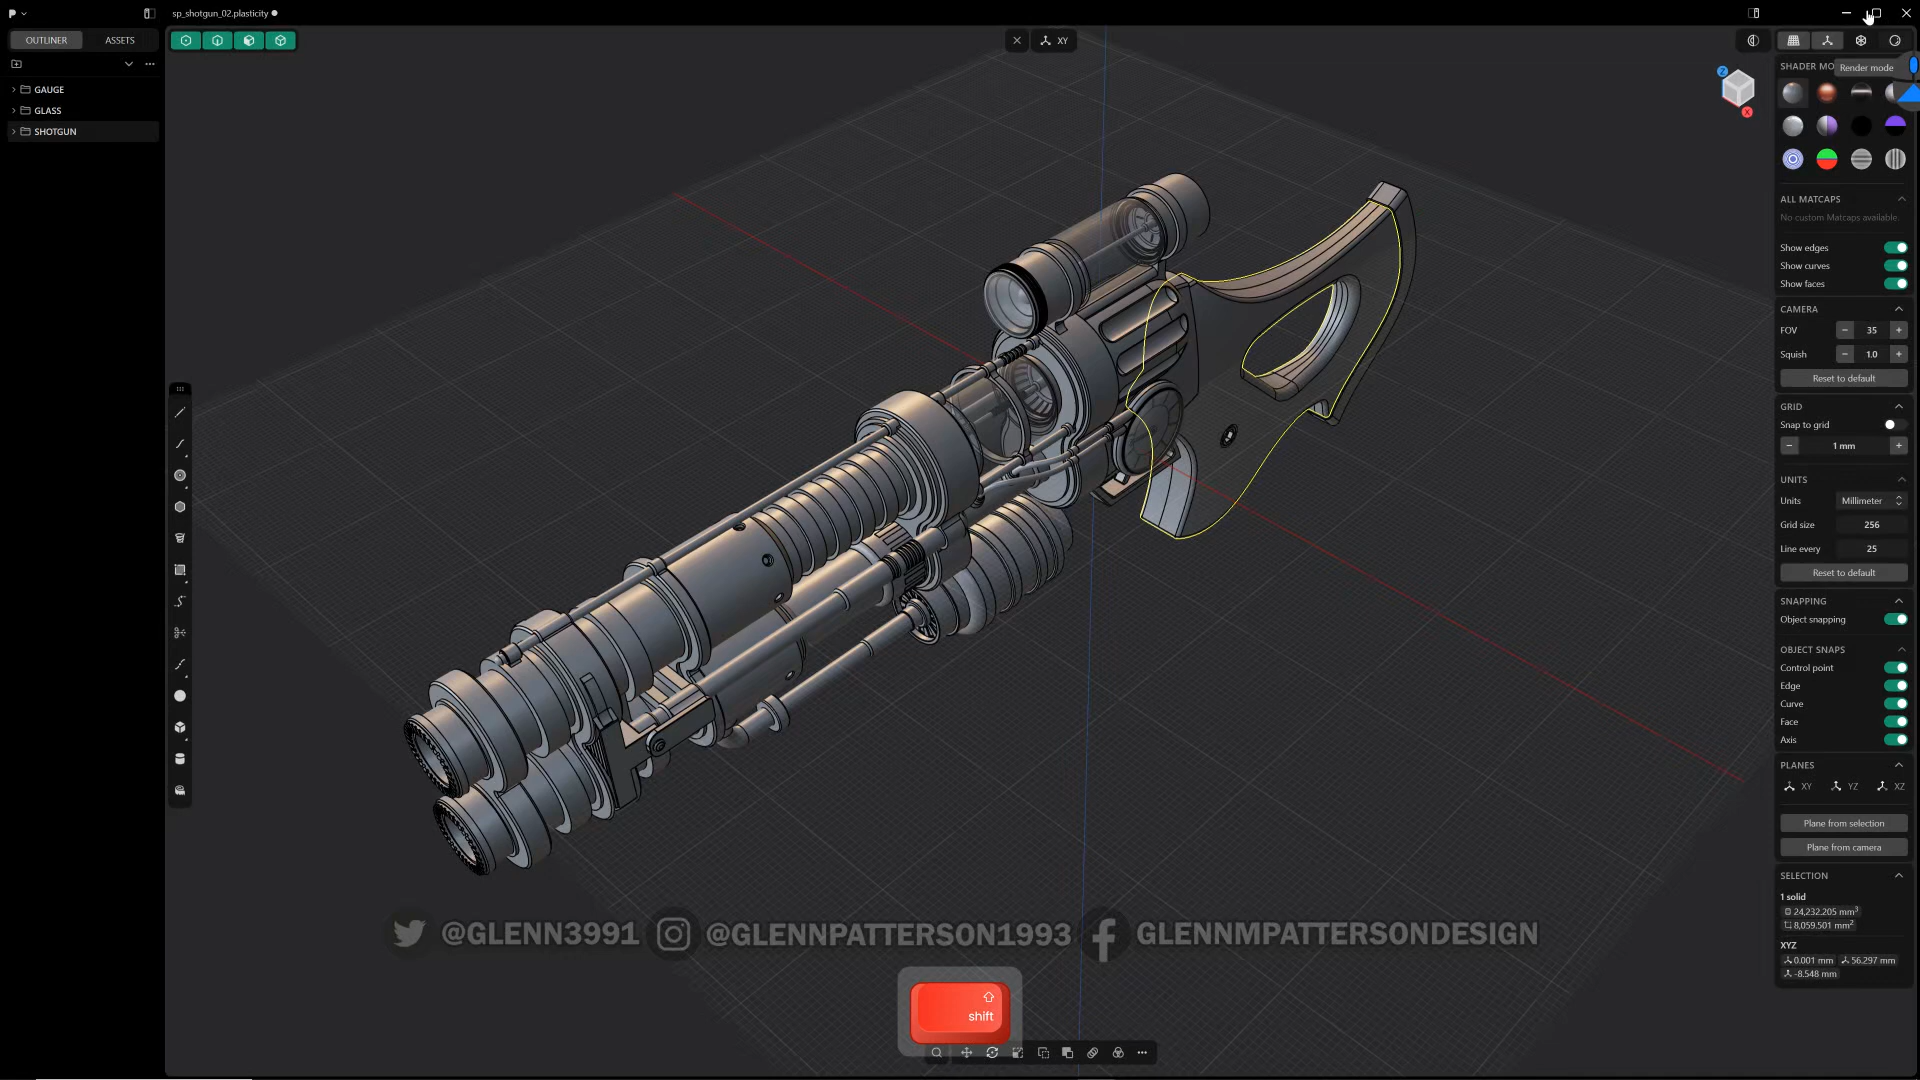 sp_shotgun_02.plasticity
OUTLINER ASSETS
GAUGE
GLASS
SHOTGUN
XY
SHADER MO
Render mode
ALL MATCAPS
No custom Matcaps available.
Show edges
Show curves
Show faces
CAMERA
FOV 35
Squish 1.0
Reset to default
GRID
Snap to grid
1 mm
UNITS
Units Millimeter
Grid size 256
Line every 25
Reset to default
SNAPPING
Object snapping
OBJECT SNAPS
Control point
Edge
Curve
Face
Axis
PLANES
XY YZ XZ
Plane from selection
Plane from camera
SELECTION
1 solid
24,232.205 mm³
8,059.501 mm²
XYZ
0.001 mm 56.297 mm
-8.548 mm
Z
X
@GLENN3991 @GLENNPATTERSON1993 GLENNMPATTERSONDESIGN
shift